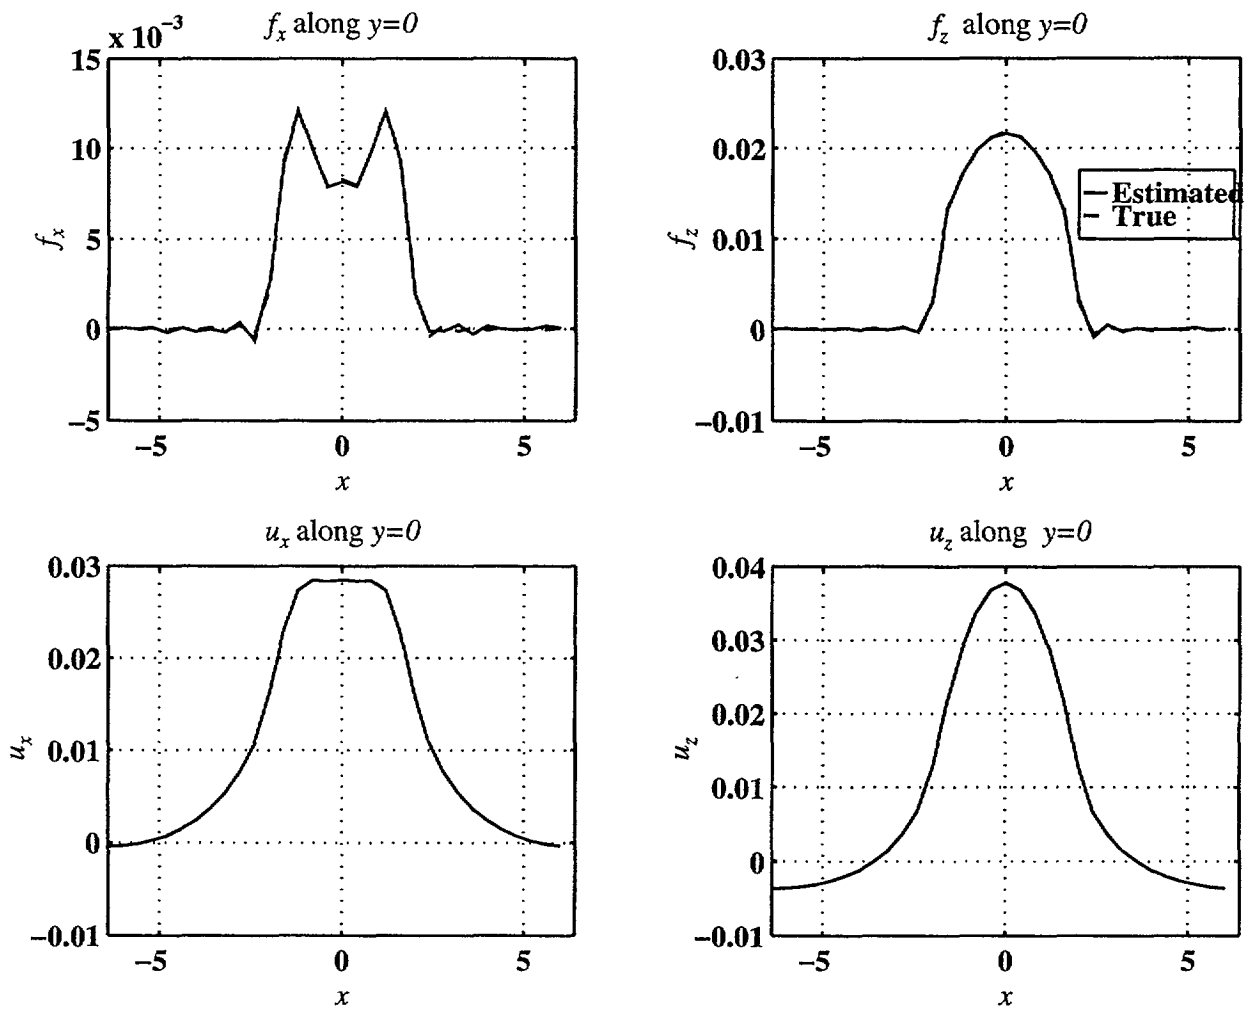 f_x along y=0
x 10^-3
15
10
5
0
−5
f_x
−5 0 5
x
f_z along y=0
0.03
0.02
0.01
0
−0.01
f_z
Estimated
True
−5 0 5
x
u_x along y=0
0.03
0.02
0.01
0
−0.01
u_x
−5 0 5
x
u_z along y=0
0.04
0.03
0.02
0.01
0
−0.01
u_z
−5 0 5
x